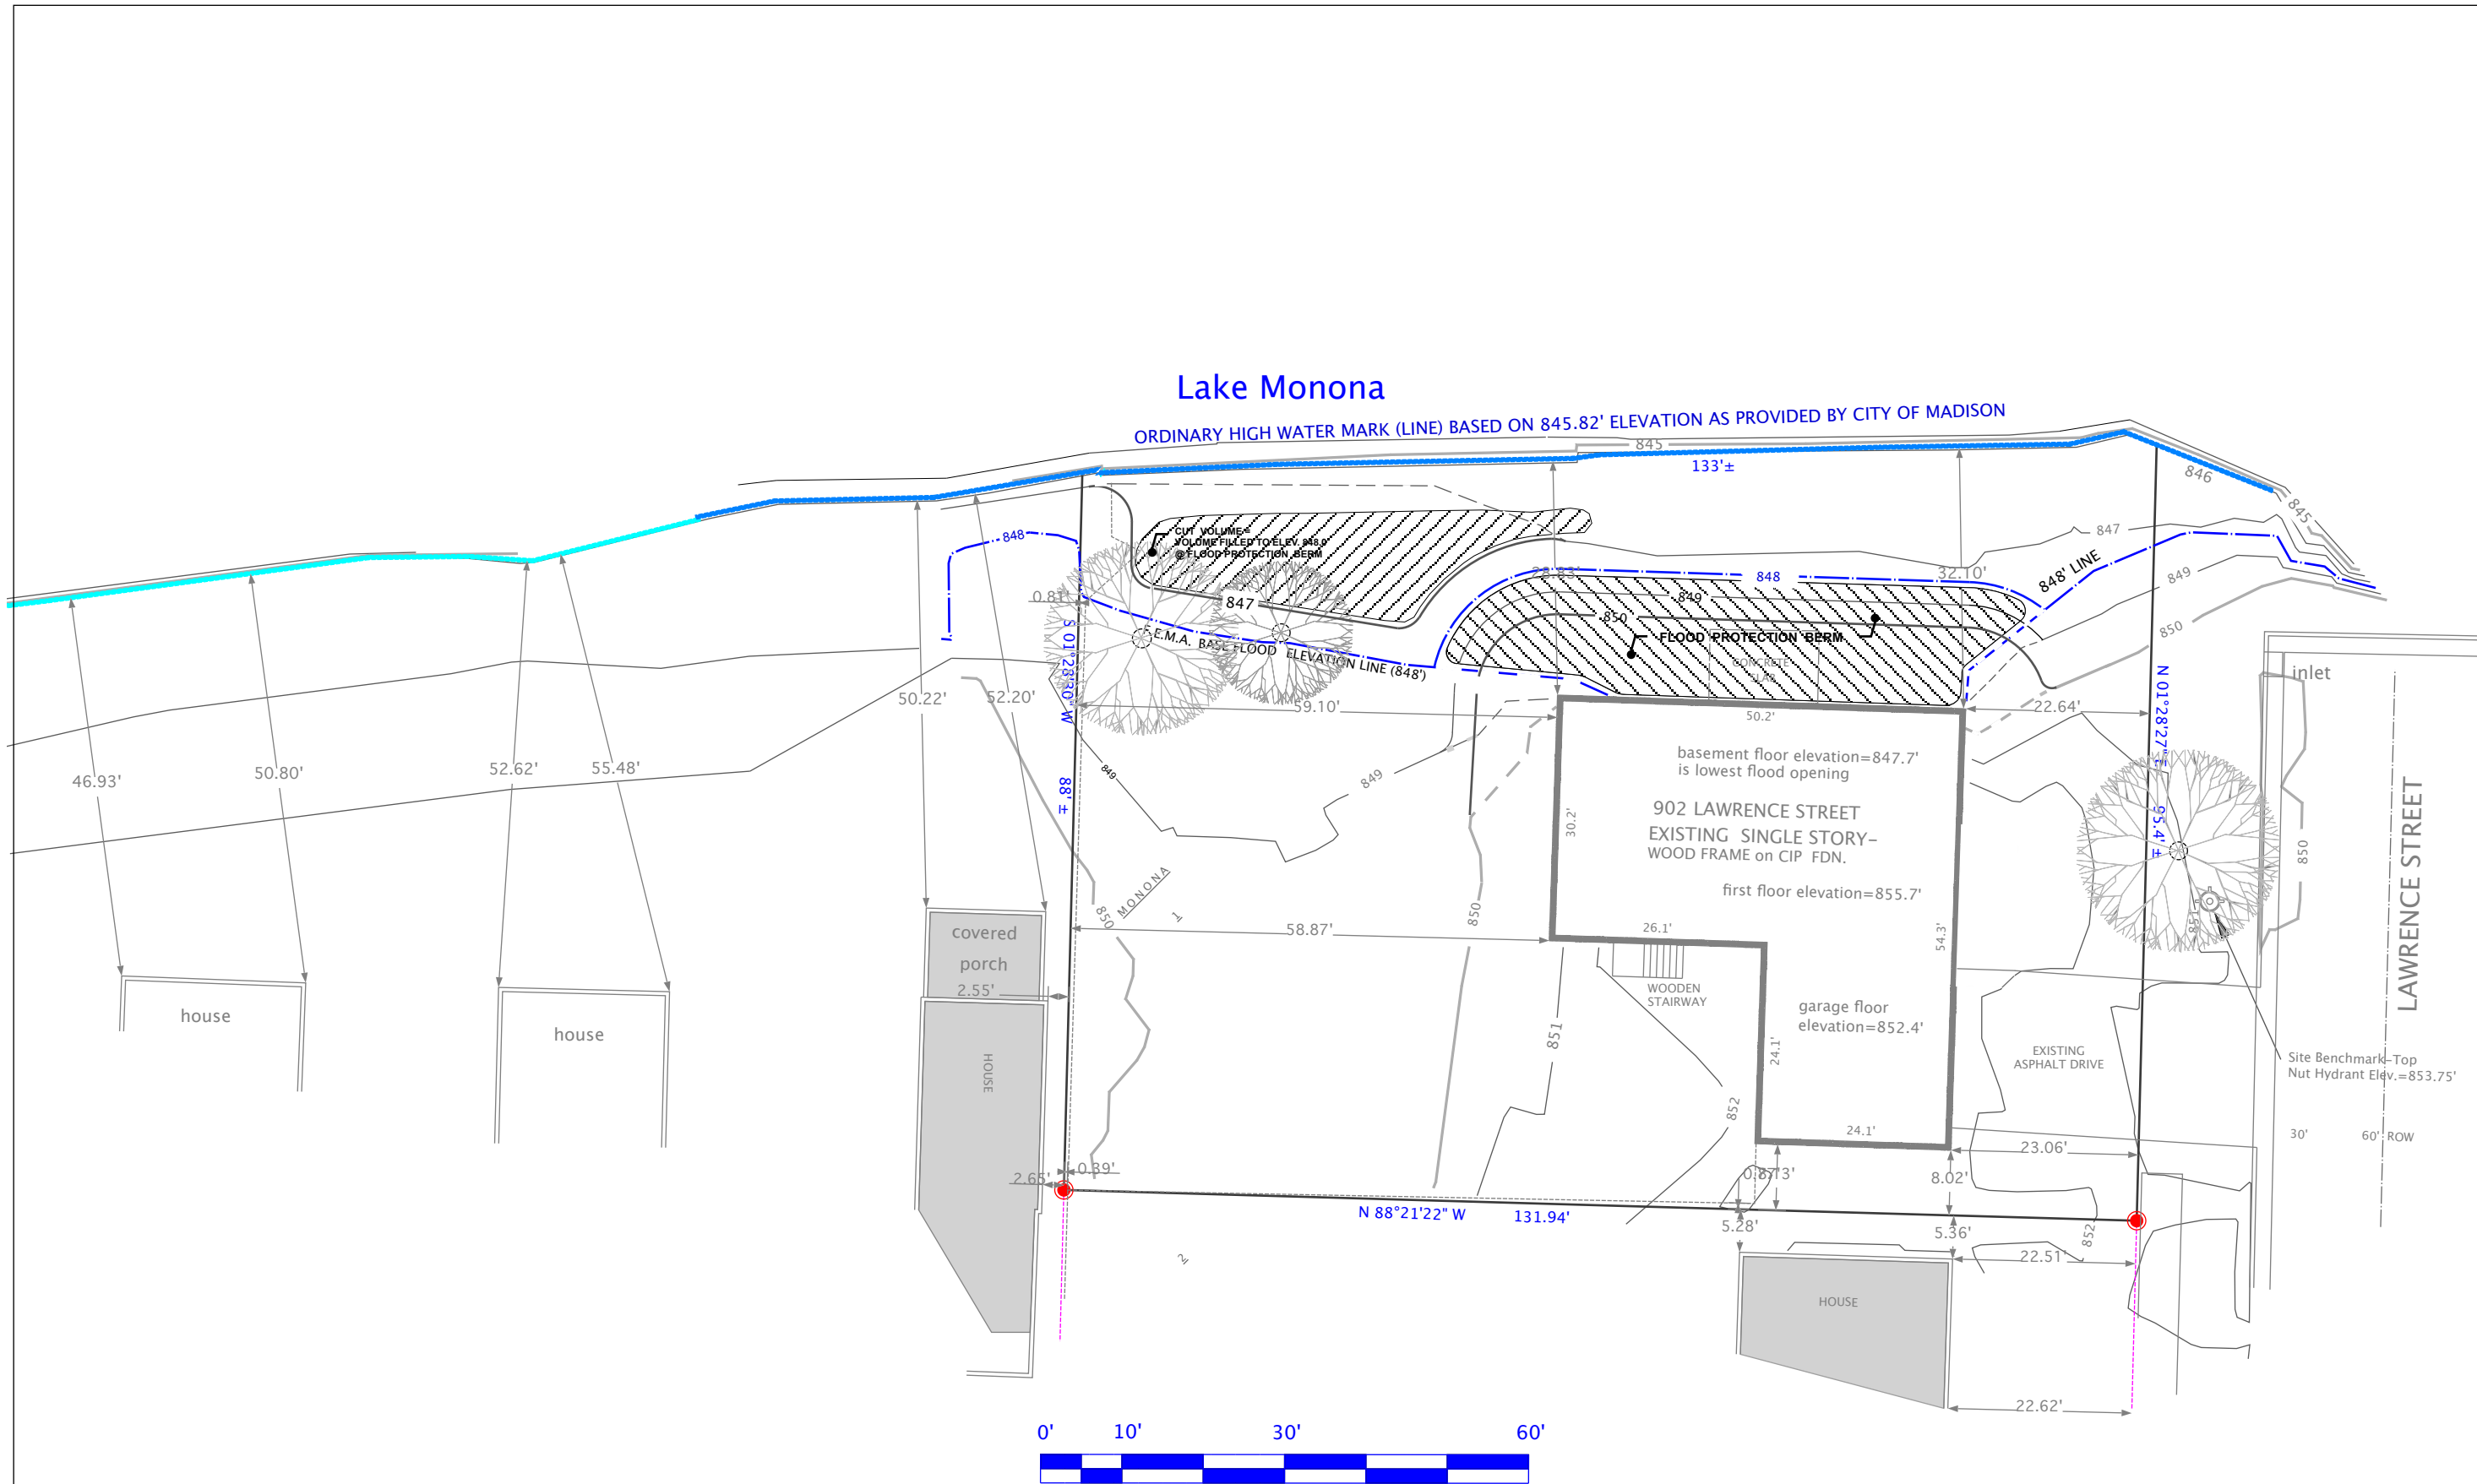 Lake Monona
ORDINARY HIGH WATER MARK (LINE) BASED ON 845.82' ELEVATION AS PROVIDED BY CITY OF MADISON
845
133'±
846
845
847
848
CUT VOLUME =
VOLUME FILLED TO ELEV. 848.0
@ FLOOD PROTECTION BERM
28.83'
848
32.10'
848' LINE
849
0.81'
847
849
850
850
S 01°28'30" W
F.E.M.A. BASE FLOOD ELEVATION LINE (848')
FLOOD PROTECTION BERM
CONCRETE
SLAB
inlet
50.22'
52.20'
59.10'
50.2'
22.64'
N 01°28'27" E
46.93'
50.80'
52.62'
55.48'
88' ±
849
849
basement floor elevation=847.7'
is lowest flood opening
902 LAWRENCE STREET
EXISTING SINGLE STORY-
WOOD FRAME on CIP FDN.
30.2'
95.4' ±
850
LAWRENCE STREET
first floor elevation=855.7'
MONONA
1
850
850
851
covered
porch
58.87'
26.1'
54.3'
2.55'
WOODEN
STAIRWAY
house
house
garage floor
elevation=852.4'
851
24.1'
HOUSE
EXISTING
ASPHALT DRIVE
Site Benchmark-Top
Nut Hydrant Elev.=853.75'
852
24.1'
30'
60' ROW
23.06'
2.65'
0.39'
8.02'
N 88°21'22" W
131.94'
5.28'
5.36'
852
22.51'
2
HOUSE
22.62'
0'
10'
30'
60'